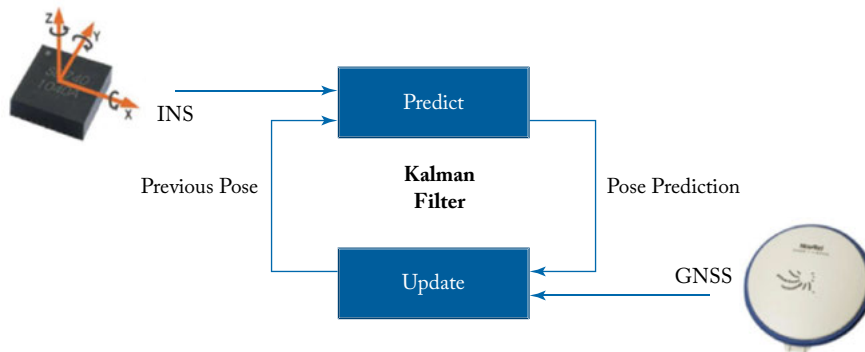 Z
Y
X
INS
Predict
Previous Pose
Kalman
Filter
Pose Prediction
Update
GNSS